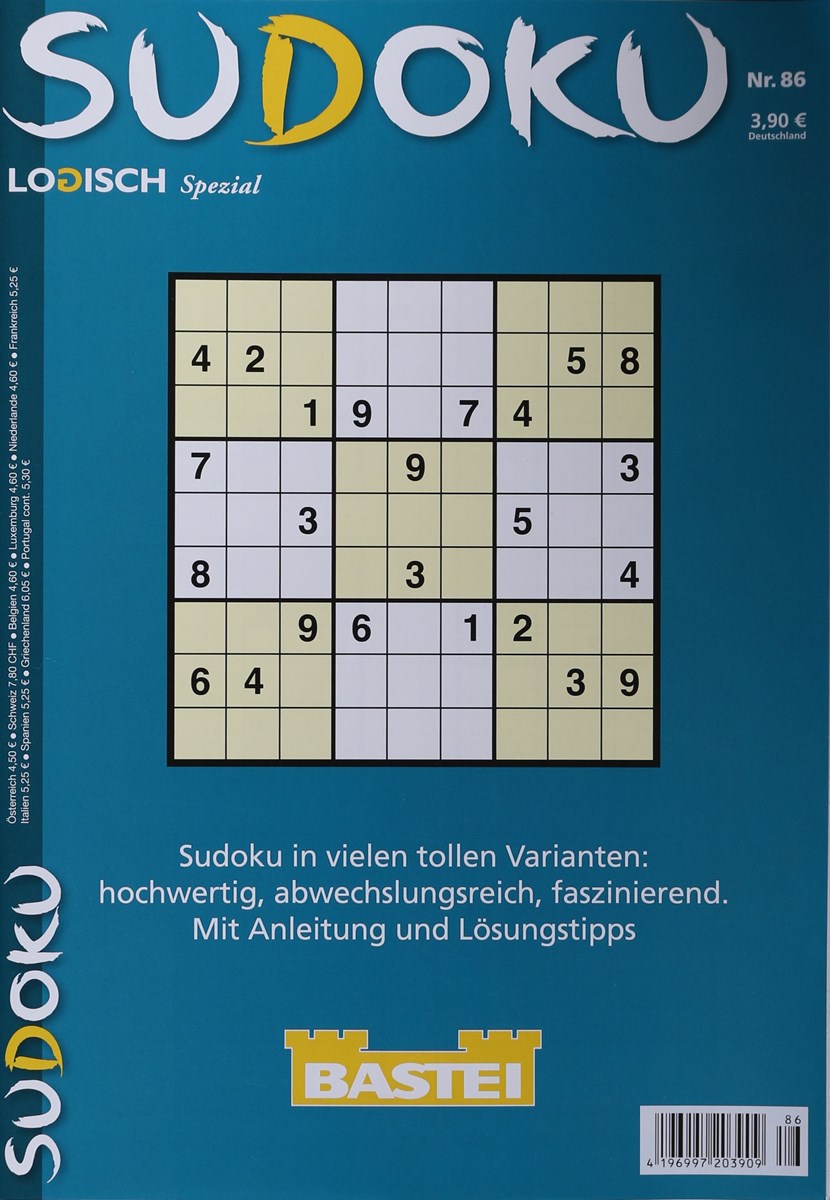 SUDOKU
Nr. 86
3,90 €
Deutschland
LOGISCH Spezial
4 2 5 8
1 9 7 4
7 9 3
3 5
8 3 4
9 6 1 2
6 4 3 9
Österreich 4,50 € ● Schweiz 7,80 CHF ● Belgien 4,60 € ● Luxemburg 4,60 € ● Niederlande 4,60 € ● Frankreich 5,25 €
Italien 5,25 € ● Spanien 5,25 € ● Griechenland 6,05 € ● Portugal cont. 5,30 €
Sudoku in vielen tollen Varianten:
hochwertig, abwechslungsreich, faszinierend.
Mit Anleitung und Lösungstipps
SUDOKU
BASTEI
86
4 196997 203909